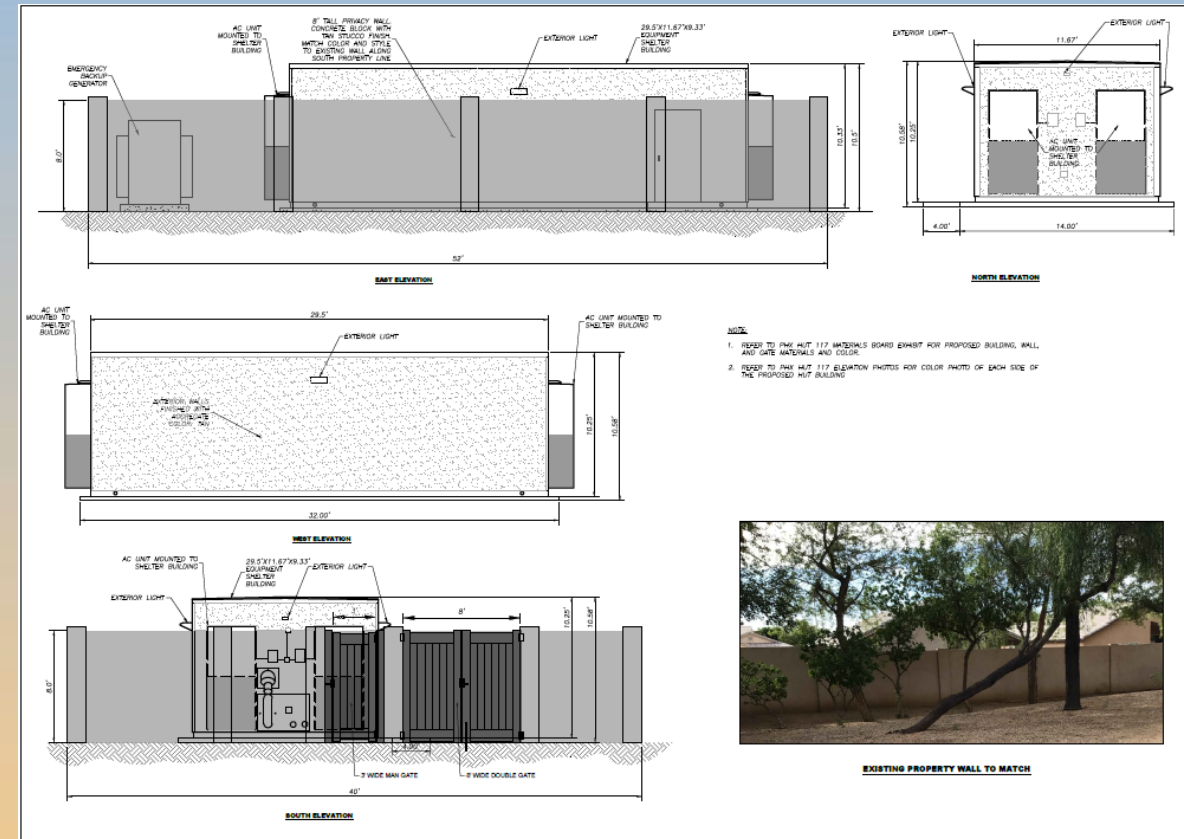 AC UNIT
MOUNTED TO
SHELTER
BUILDING
8' TALL PRIVACY WALL.
CONCRETE BLOCK WITH
TAN STUCCO FINISH.
MATCH COLOR AND STYLE
TO EXISTING WALL ALONG
SOUTH PROPERTY LINE
EXTERIOR LIGHT
29.5'X11.67'X9.33'
EQUIPMENT
SHELTER
BUILDING
EMERGENCY
BACKUP
GENERATOR
8.0'
10.33'
10.5'
52'
EAST ELEVATION
EXTERIOR LIGHT
EXTERIOR LIGHT
11.67'
10.58'
10.25'
AC UNIT
MOUNTED TO
SHELTER
BUILDING
4.00'
14.00'
NORTH ELEVATION
AC UNIT
MOUNTED TO
SHELTER
BUILDING
29.5'
EXTERIOR LIGHT
AC UNIT MOUNTED TO
SHELTER BUILDING
EXTERIOR WALLS
FINISHED WITH
AGGREGATE
COLOR: TAN
10.25'
10.58'
32.00'
WEST ELEVATION
NOTE:
1. REFER TO PHX HUT 117 MATERIALS BOARD EXHIBIT FOR PROPOSED BUILDING, WALL,
AND GATE MATERIALS AND COLOR.
2. REFER TO PHX HUT 117 ELEVATION PHOTOS FOR COLOR PHOTO OF EACH SIDE OF
THE PROPOSED HUT BUILDING
AC UNIT MOUNTED TO
SHELTER BUILDING
29.5'X11.67'X9.33'
EQUIPMENT
SHELTER
BUILDING
EXTERIOR LIGHT
EXTERIOR LIGHT
8'
10.25'
10.58'
8.0'
4.00'
3' WIDE MAN GATE
8' WIDE DOUBLE GATE
40'
SOUTH ELEVATION
EXISTING PROPERTY WALL TO MATCH